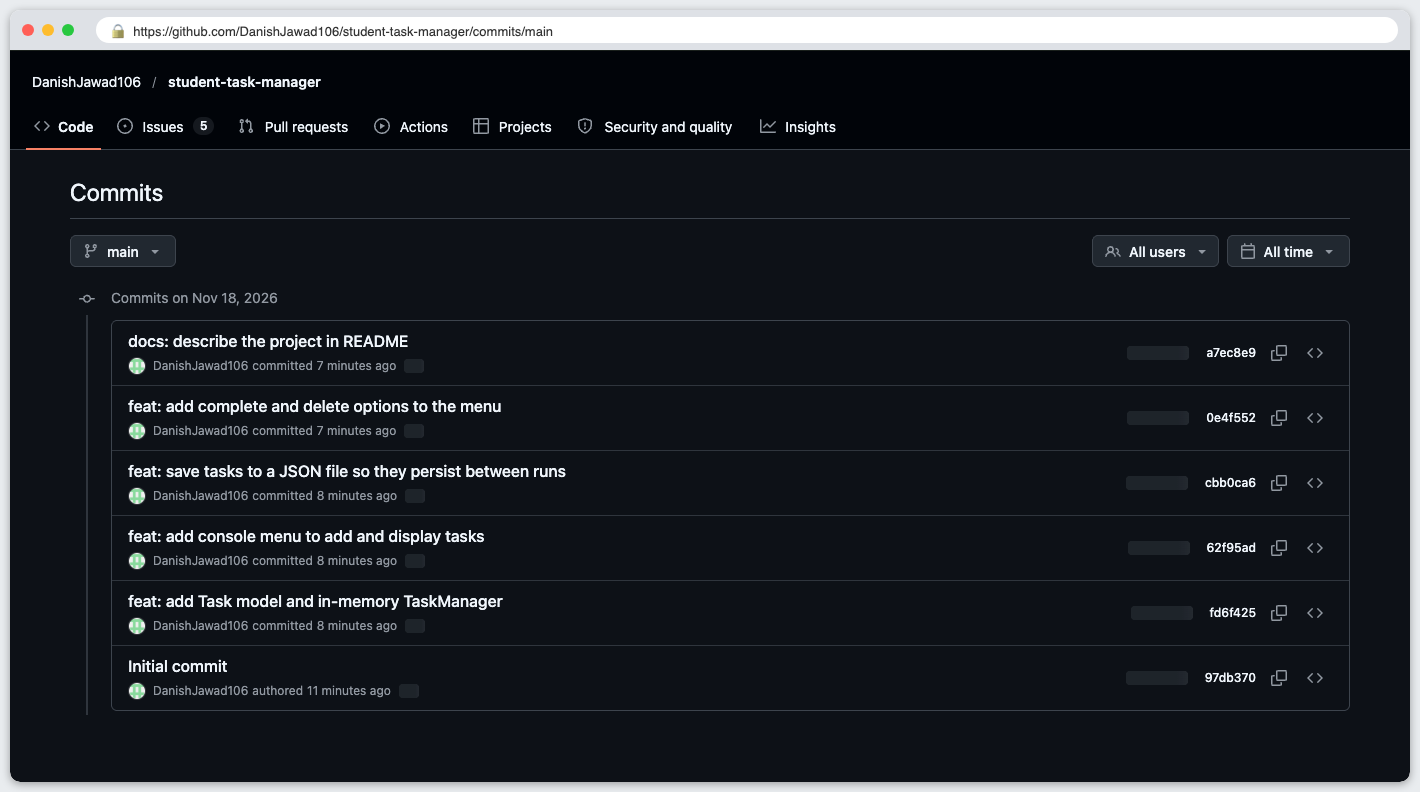 https://github.com/DanishJawad106/student-task-manager/commits/main
DanishJawad106 / student-task-manager
Code Issues 5 Pull requests Actions Projects Security and quality Insights
Commits
main All users All time
Commits on Nov 18, 2026
docs: describe the project in README
DanishJawad106 committed 7 minutes ago
a7ec8e9
feat: add complete and delete options to the menu
DanishJawad106 committed 7 minutes ago
0e4f552
feat: save tasks to a JSON file so they persist between runs
DanishJawad106 committed 8 minutes ago
cbb0ca6
feat: add console menu to add and display tasks
DanishJawad106 committed 8 minutes ago
62f95ad
feat: add Task model and in-memory TaskManager
DanishJawad106 committed 8 minutes ago
fd6f425
Initial commit
DanishJawad106 authored 11 minutes ago
97db370